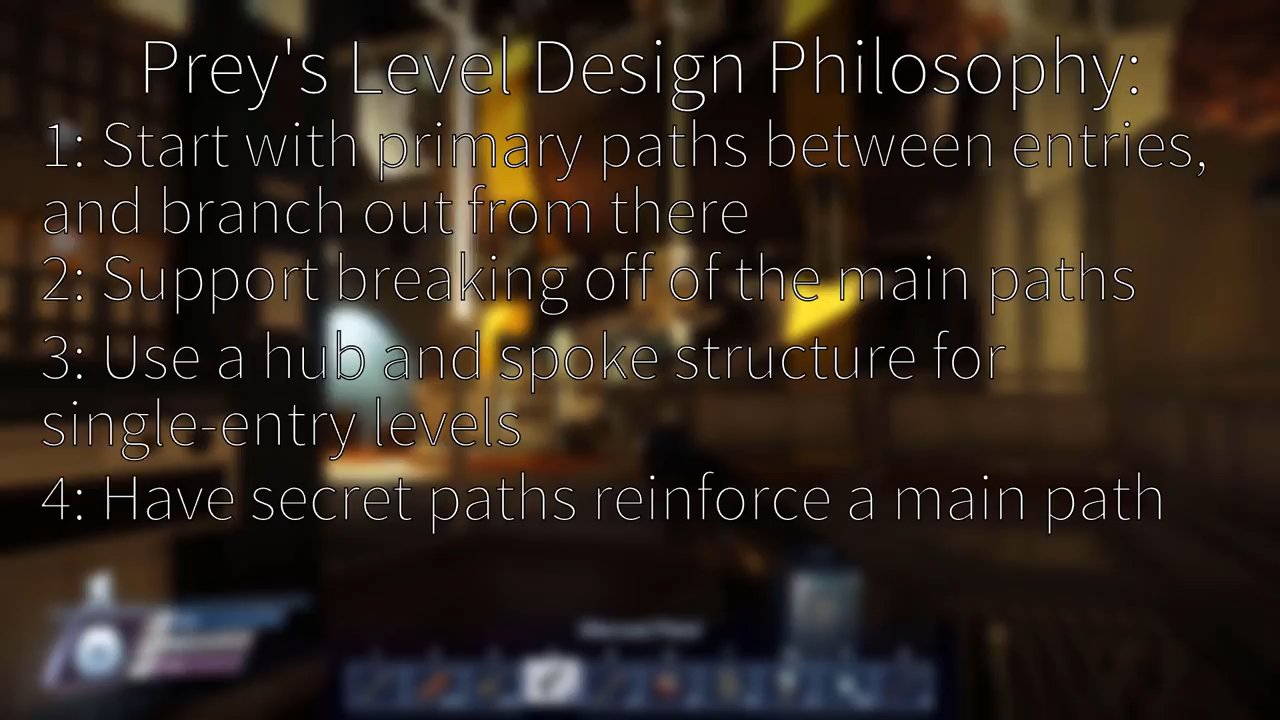 Prey's Level Design Philosophy:
1: Start with primary paths between entries,
and branch out from there
2: Support breaking off of the main paths
3: Use a hub and spoke structure for
single-entry levels
4: Have secret paths reinforce a main path